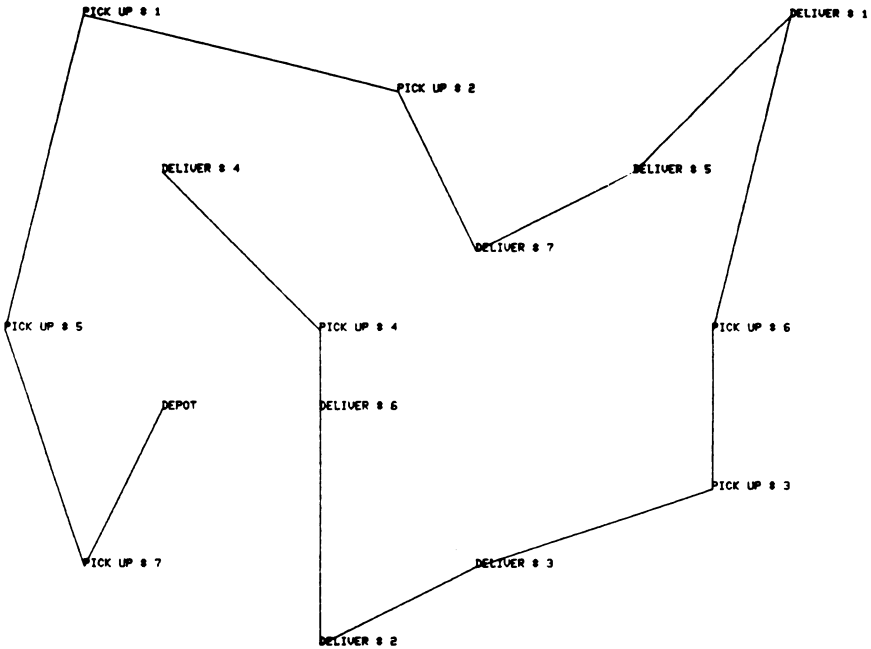 PICK UP $ 1
DELIVER $ 1
PICK UP $ 2
DELIVER $ 4
DELIVER $ 5
DELIVER $ 7
PICK UP $ 5
PICK UP $ 4
PICK UP $ 6
DEPOT
DELIVER $ 6
PICK UP $ 3
PICK UP $ 7
DELIVER $ 3
DELIVER $ 2